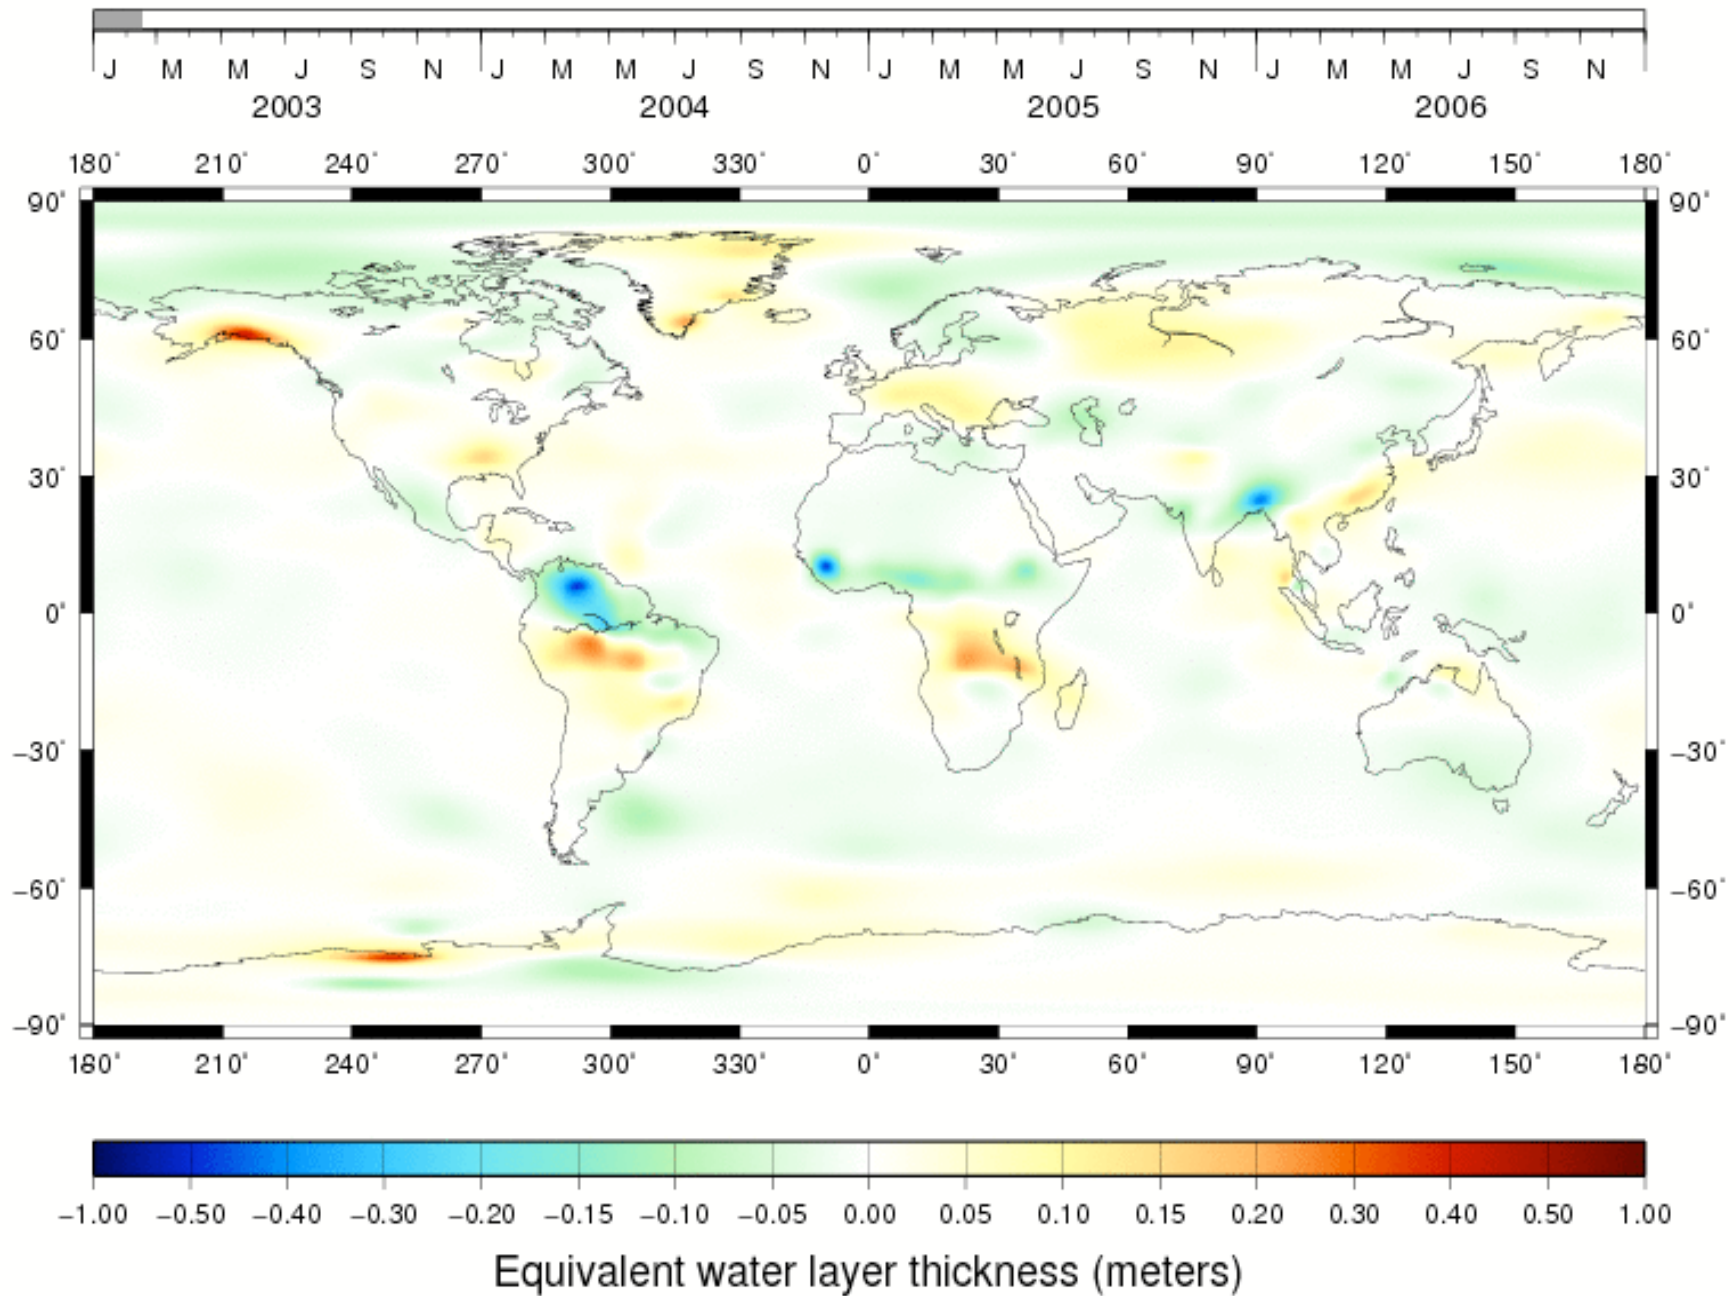 J M M J S N J M M J S N J M M J S N J M M J S N
2003 2004 2005 2006
180° 210° 240° 270° 300° 330° 0° 30° 60° 90° 120° 150° 180°
90° 90°
60° 60°
30° 30°
0° 0°
−30° −30°
−60° −60°
−90° −90°
180° 210° 240° 270° 300° 330° 0° 30° 60° 90° 120° 150° 180°
−1.00 −0.50 −0.40 −0.30 −0.20 −0.15 −0.10 −0.05 0.00 0.05 0.10 0.15 0.20 0.30 0.40 0.50 1.00
Equivalent water layer thickness (meters)